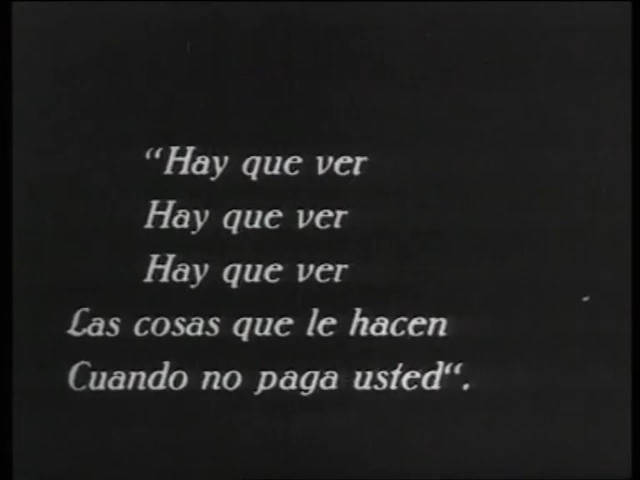 “Hay que ver
Hay que ver
Hay que ver
Las cosas que le hacen
Cuando no paga usted“.